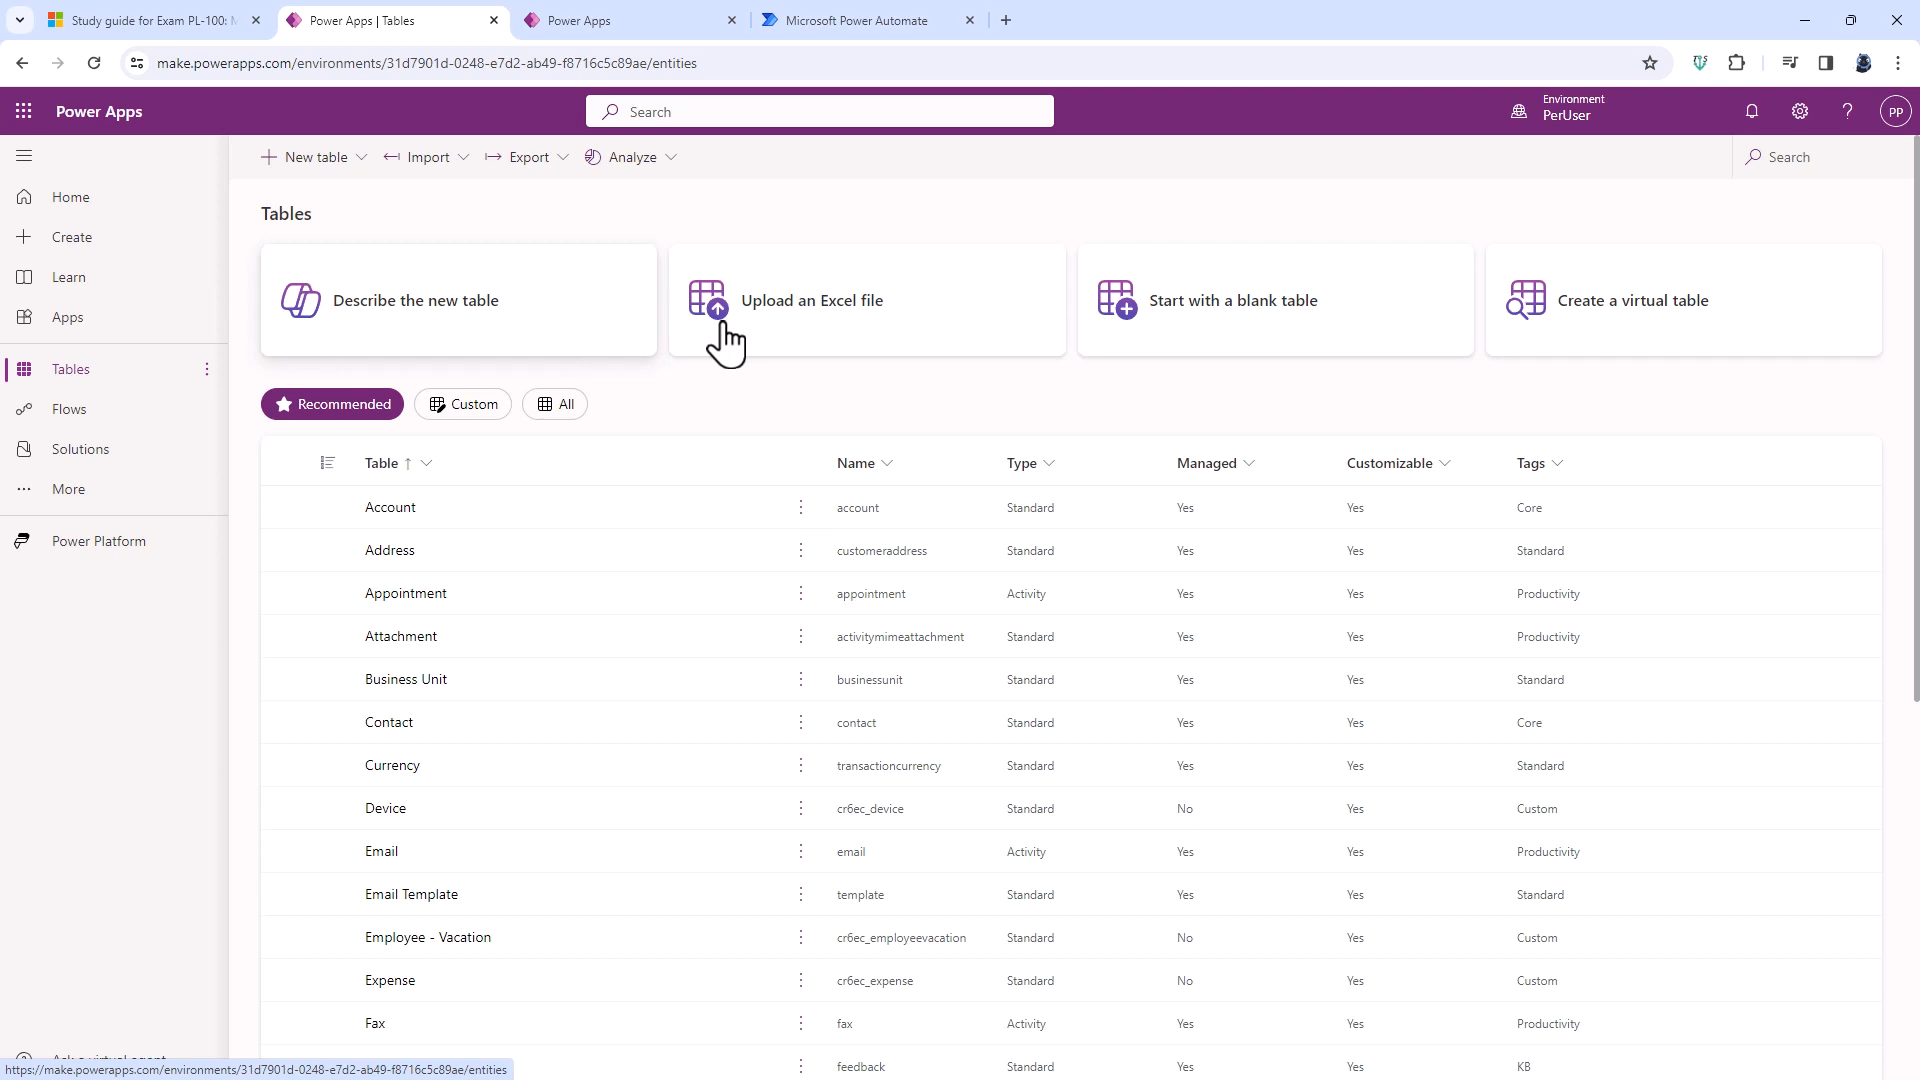 Study guide for Exam PL-100: M
Power Apps | Tables
Power Apps
Microsoft Power Automate
make.powerapps.com/environments/31d7901d-0248-e7d2-ab49-f8716c5c89ae/entities
Power Apps
Search
Environment
PerUser
PP
New table
Import
Export
Analyze
Search
Home
Create
Learn
Apps
Tables
Flows
Solutions
More
Power Platform
Tables
Describe the new table
Upload an Excel file
Start with a blank table
Create a virtual table
Recommended
Custom
All
Table ↑ Name Type Managed Customizable Tags
Account account Standard Yes Yes Core
Address customeraddress Standard Yes Yes Standard
Appointment appointment Activity Yes Yes Productivity
Attachment activitymimeattachment Standard Yes Yes Productivity
Business Unit businessunit Standard Yes Yes Standard
Contact contact Standard Yes Yes Core
Currency transactioncurrency Standard Yes Yes Standard
Device cr6ec_device Standard No Yes Custom
Email email Activity Yes Yes Productivity
Email Template template Standard Yes Yes Standard
Employee - Vacation cr6ec_employeevacation Standard No Yes Custom
Expense cr6ec_expense Standard No Yes Custom
Fax fax Activity Yes Yes Productivity
feedback Standard Yes Yes KB
https://make.powerapps.com/environments/31d7901d-0248-e7d2-ab49-f8716c5c89ae/entities